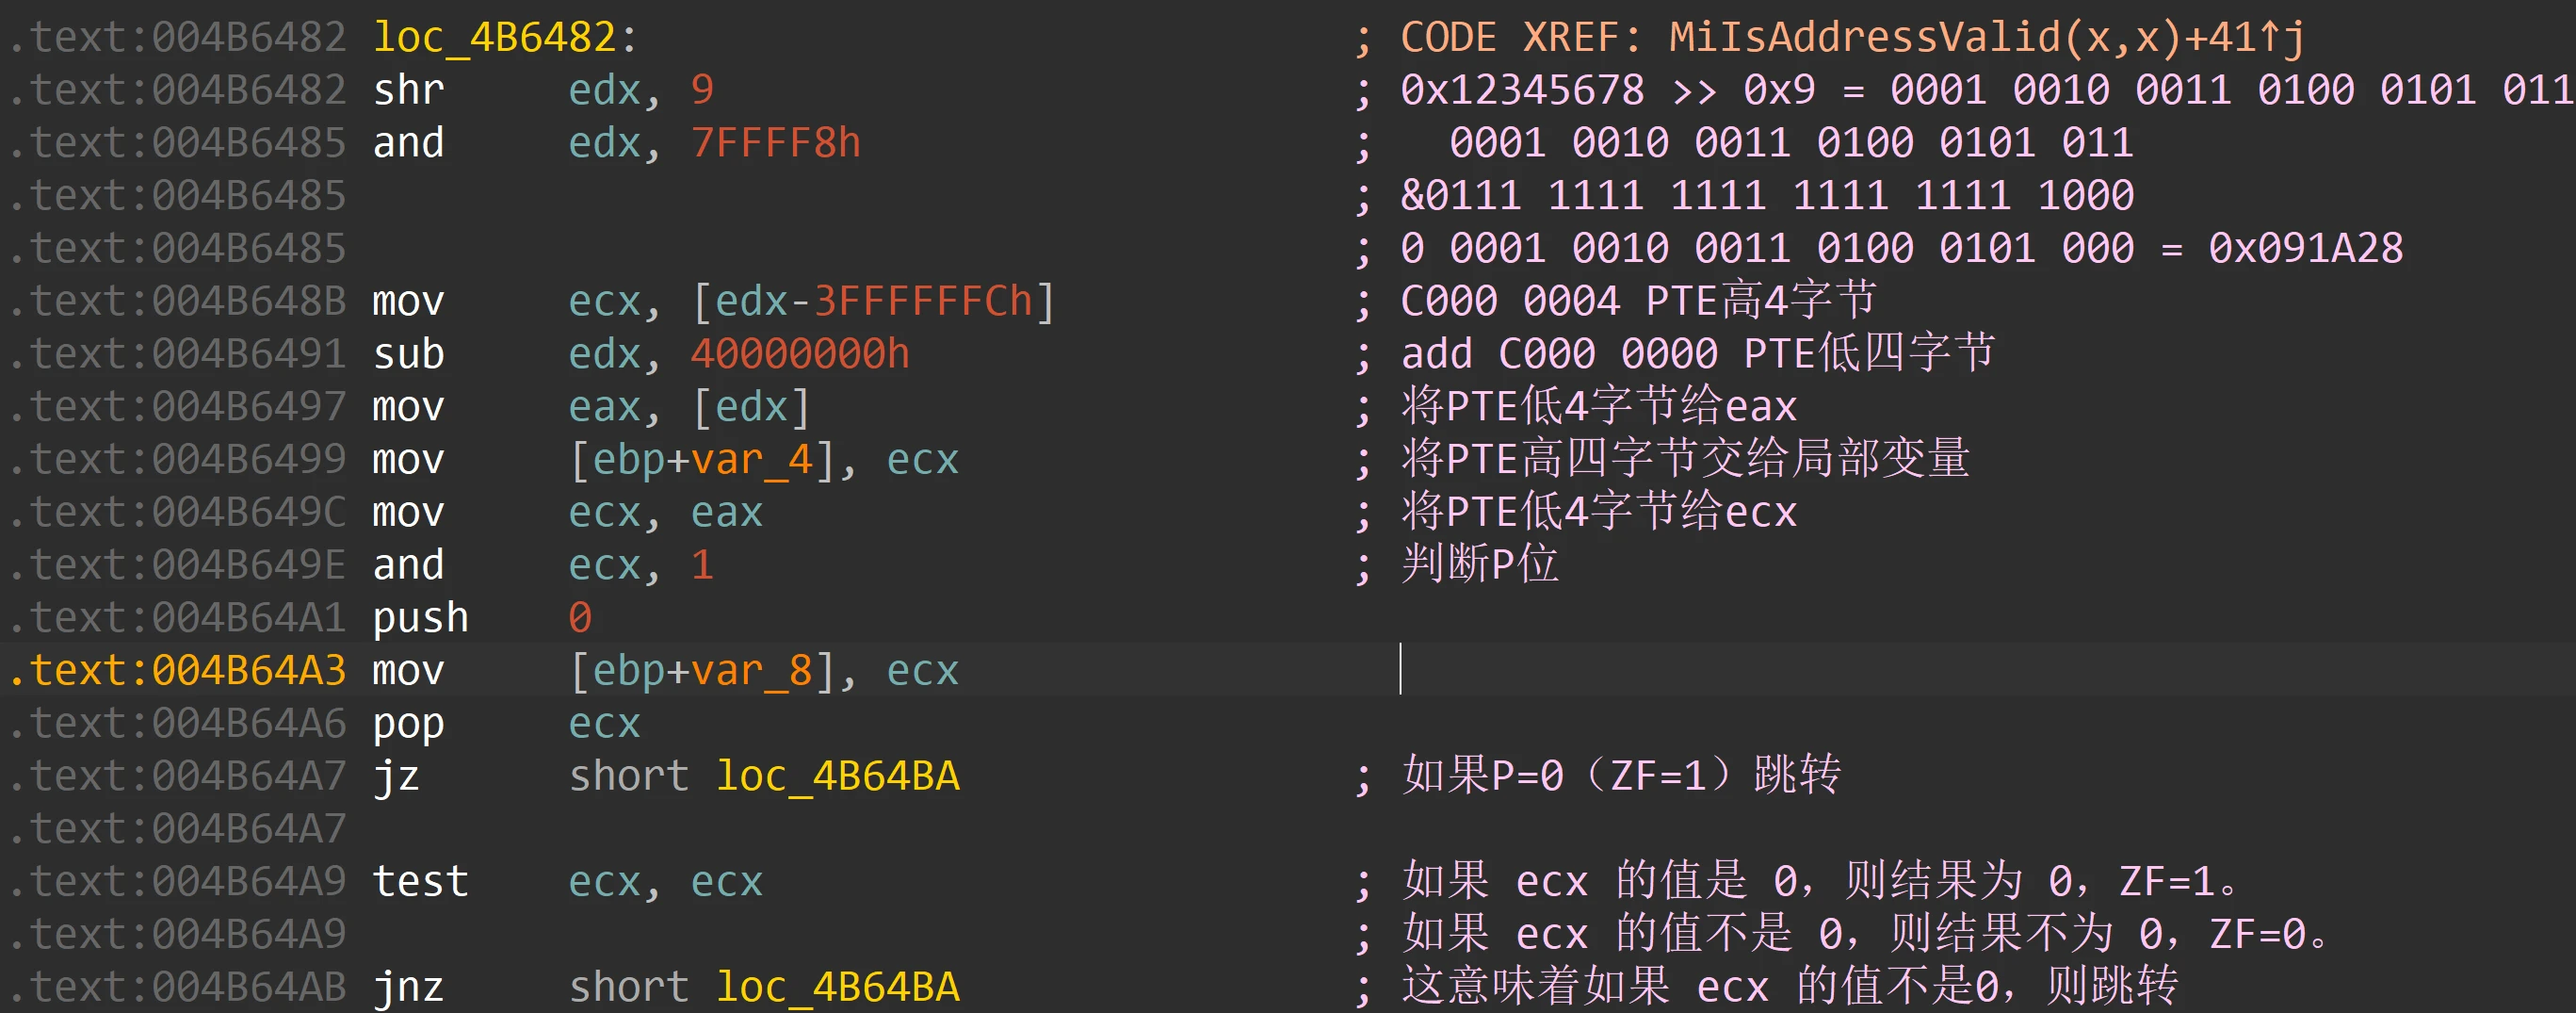 .text:004B6482 loc_4B6482: ; CODE XREF: MiIsAddressValid(x,x)+41↑j
.text:004B6482 shr edx, 9 ; 0x12345678 >> 0x9 = 0001 0010 0011 0100 0101 011
.text:004B6485 and edx, 7FFFF8h ; 0001 0010 0011 0100 0101 011
.text:004B6485 ; &0111 1111 1111 1111 1111 1000
.text:004B6485 ; 0 0001 0010 0011 0100 0101 000 = 0x091A28
.text:004B648B mov ecx, [edx-3FFFFFFCh] ; C000 0004 PTE高4字节
.text:004B6491 sub edx, 40000000h ; add C000 0000 PTE低四字节
.text:004B6497 mov eax, [edx] ; 将PTE低4字节给eax
.text:004B6499 mov [ebp+var_4], ecx ; 将PTE高四字节交给局部变量
.text:004B649C mov ecx, eax ; 将PTE低4字节给ecx
.text:004B649E and ecx, 1 ; 判断P位
.text:004B64A1 push 0
.text:004B64A3 mov [ebp+var_8], ecx
.text:004B64A6 pop ecx
.text:004B64A7 jz short loc_4B64BA ; 如果P=0（ZF=1）跳转
.text:004B64A7
.text:004B64A9 test ecx, ecx ; 如果 ecx 的值是 0，则结果为 0，ZF=1。
.text:004B64A9 ; 如果 ecx 的值不是 0，则结果不为 0，ZF=0。
.text:004B64AB jnz short loc_4B64BA ; 这意味着如果 ecx 的值不是0，则跳转